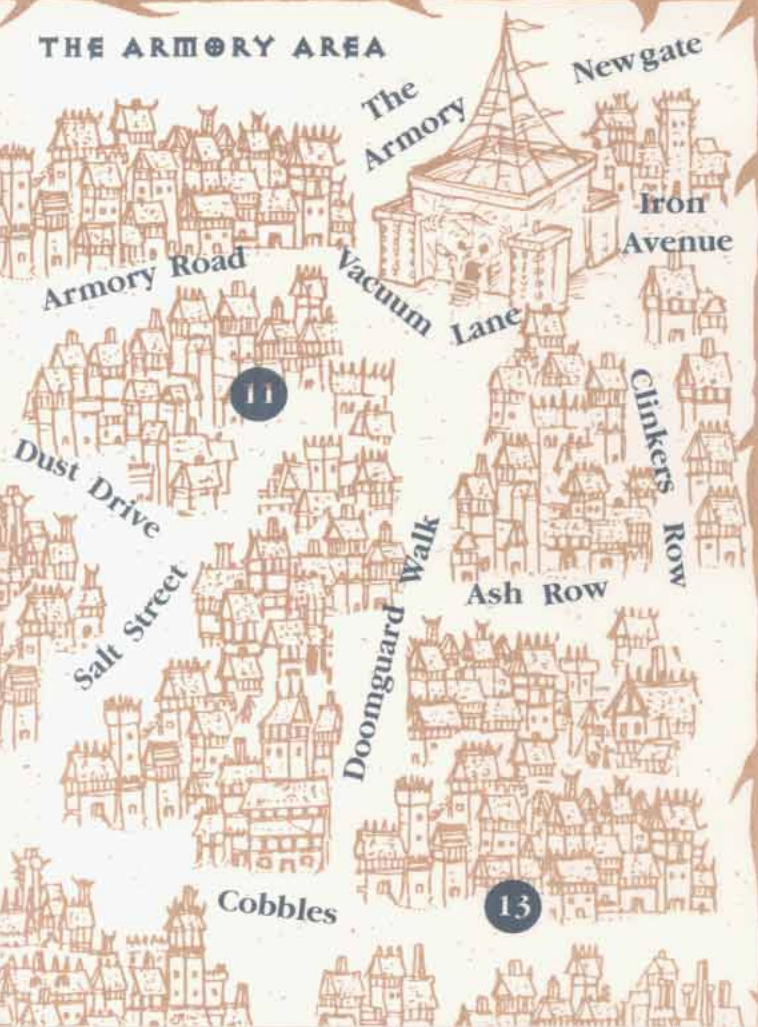 THE ARMORY AREA
The
Armory
Newgate
Iron
Avenue
Armory Road
Vacuum Lane
11
Clinkers Row
Dust Drive
Salt Street
Doomguard Walk
Ash Row
Cobbles
13